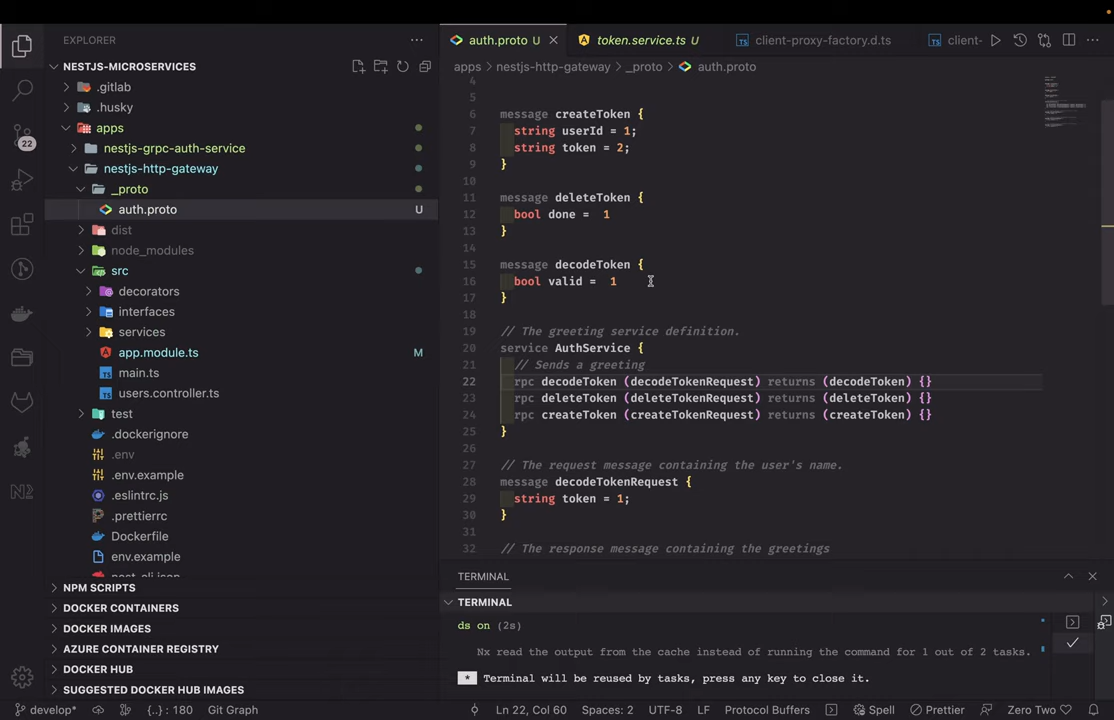 EXPLORER
auth.proto U
token.service.ts 2, U
client-proxy-factory.d.ts
client-
NESTJS-MICROSERVICES
apps > nestjs-http-gateway > _proto > auth.proto
.gitlab
.husky
apps
nestjs-grpc-auth-service
nestjs-http-gateway
_proto
auth.proto U
dist
node_modules
src
decorators
interfaces
services
app.module.ts M
main.ts
users.controller.ts
test
.dockerignore
.env
.env.example
.eslintrc.js
.prettierrc
Dockerfile
env.example
nest-cli.json
NPM SCRIPTS
DOCKER CONTAINERS
DOCKER IMAGES
AZURE CONTAINER REGISTRY
DOCKER HUB
SUGGESTED DOCKER HUB IMAGES
22
4
5
6 message createToken {
7 string userId = 1;
8 string token = 2;
9 }
10
11 message deleteToken {
12 bool done = 1
13 }
14
15 message decodeToken {
16 bool valid = 1
17 }
18
19 // The greeting service definition.
20 service AuthService {
21 // Sends a greeting
22 rpc decodeToken (decodeTokenRequest) returns (decodeToken) {}
23 rpc deleteToken (deleteTokenRequest) returns (deleteToken) {}
24 rpc createToken (createTokenRequest) returns (createToken) {}
25 }
26
27 // The request message containing the user's name.
28 message decodeTokenRequest {
29 string token = 1;
30 }
31
32 // The response message containing the greetings
TERMINAL
TERMINAL
ds on (2s)
Nx read the output from the cache instead of running the command for 1 out of 2 tasks.
* Terminal will be reused by tasks, press any key to close it.
develop*
{..} : 180
Git Graph
Ln 22, Col 60
Spaces: 2
UTF-8
LF
Protocol Buffers
Spell
Prettier
Zero Two